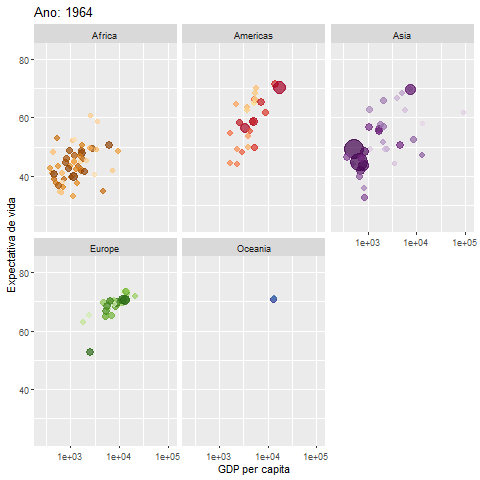 Ano: 1964
Africa
Americas
Asia
80
60
40
1e+03
1e+04
1e+05
Europe
Oceania
80
60
40
1e+03
1e+04
1e+05
1e+03
1e+04
1e+05
GDP per capita
Expectativa de vida